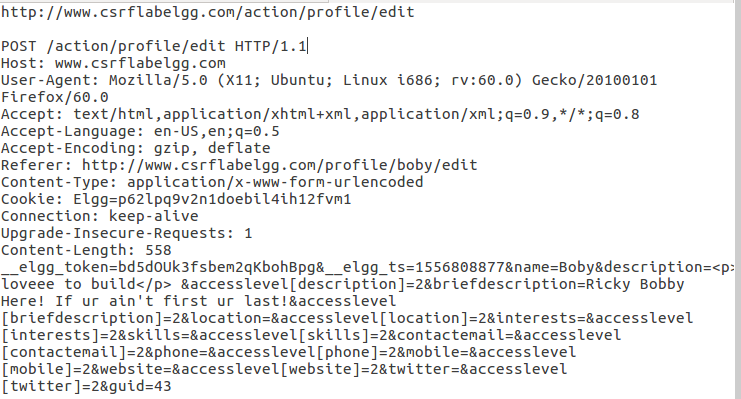 http://www.csrflabelgg.com/action/profile/edit
POST /action/profile/edit HTTP/1.1
Host: www.csrflabelgg.com
User-Agent: Mozilla/5.0 (X11; Ubuntu; Linux i686; rv:60.0) Gecko/20100101
Firefox/60.0
Accept: text/html,application/xhtml+xml,application/xml;q=0.9,*/*;q=0.8
Accept-Language: en-US,en;q=0.5
Accept-Encoding: gzip, deflate
Referer: http://www.csrflabelgg.com/profile/boby/edit
Content-Type: application/x-www-form-urlencoded
Cookie: Elgg=p62lpq9v2n1doebil4ih12fvm1
Connection: keep-alive
Upgrade-Insecure-Requests: 1
Content-Length: 558
__elgg_token=bd5dOUk3fsbem2qKbohBpg&__elgg_ts=1556808877&name=Boby&description=<p>
loveee to build</p> &accesslevel[description]=2&briefdescription=Ricky Bobby
Here! If ur ain't first ur last!&accesslevel
[briefdescription]=2&location=&accesslevel[location]=2&interests=&accesslevel
[interests]=2&skills=&accesslevel[skills]=2&contactemail=&accesslevel
[contactemail]=2&phone=&accesslevel[phone]=2&mobile=&accesslevel
[mobile]=2&website=&accesslevel[website]=2&twitter=&accesslevel
[twitter]=2&guid=43